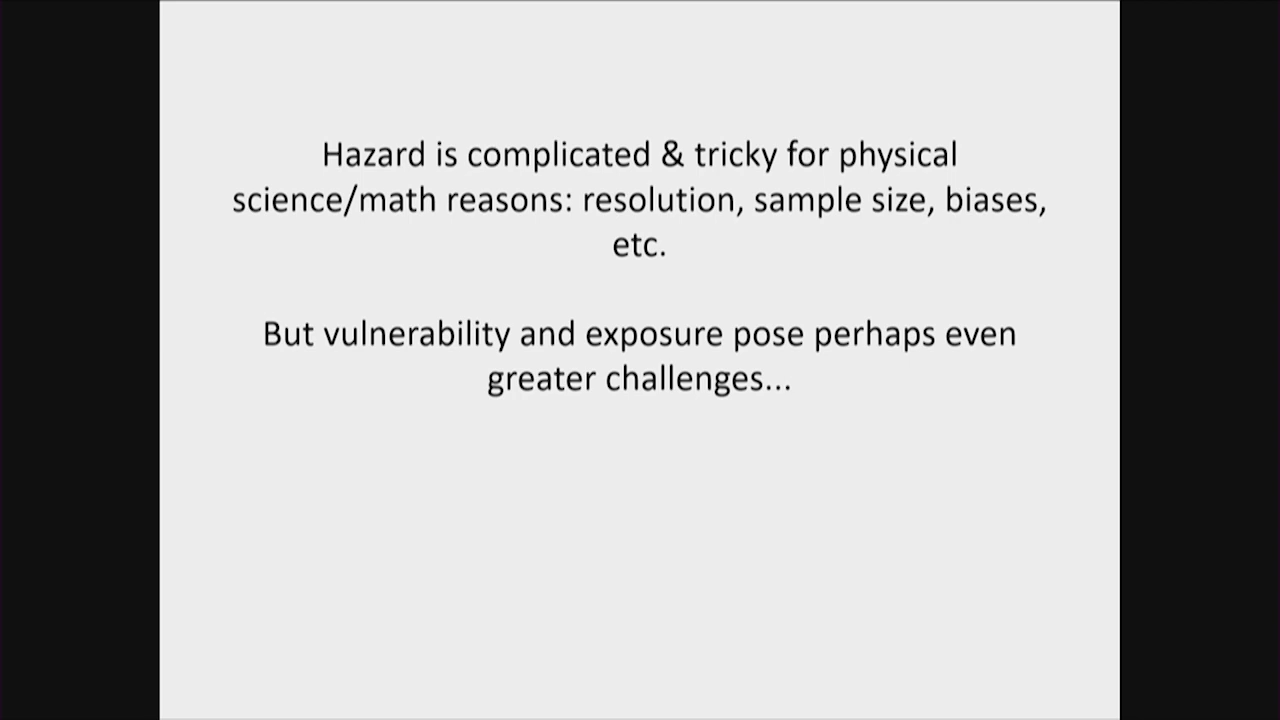 Hazard is complicated & tricky for physical
science/math reasons: resolution, sample size, biases,
etc.
But vulnerability and exposure pose perhaps even
greater challenges...